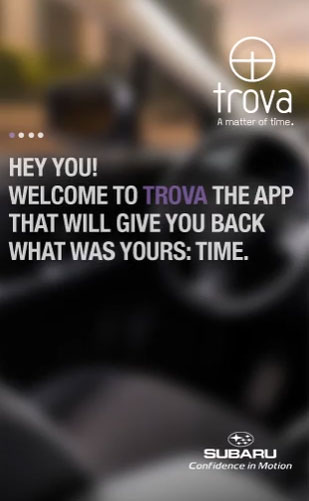 trova
A matter of time.
HEY YOU!
WELCOME TO TROVA THE APP
THAT WILL GIVE YOU BACK
WHAT WAS YOURS: TIME.
SUBARU
Confidence in Motion